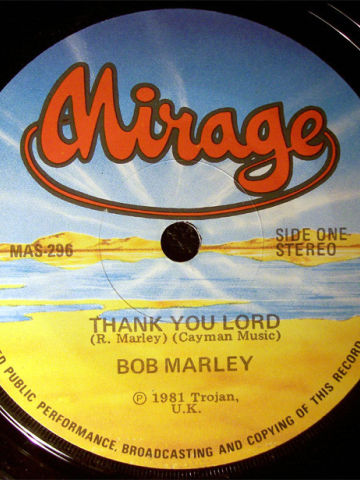 Mirage
MAS-296
SIDE ONE
STEREO
THANK YOU LORD
(R. Marley) (Cayman Music)
BOB MARLEY
Ⓟ 1981 Trojan,
U.K.
PUBLIC PERFORMANCE, BROADCASTING AND COPYING OF THIS RECORD